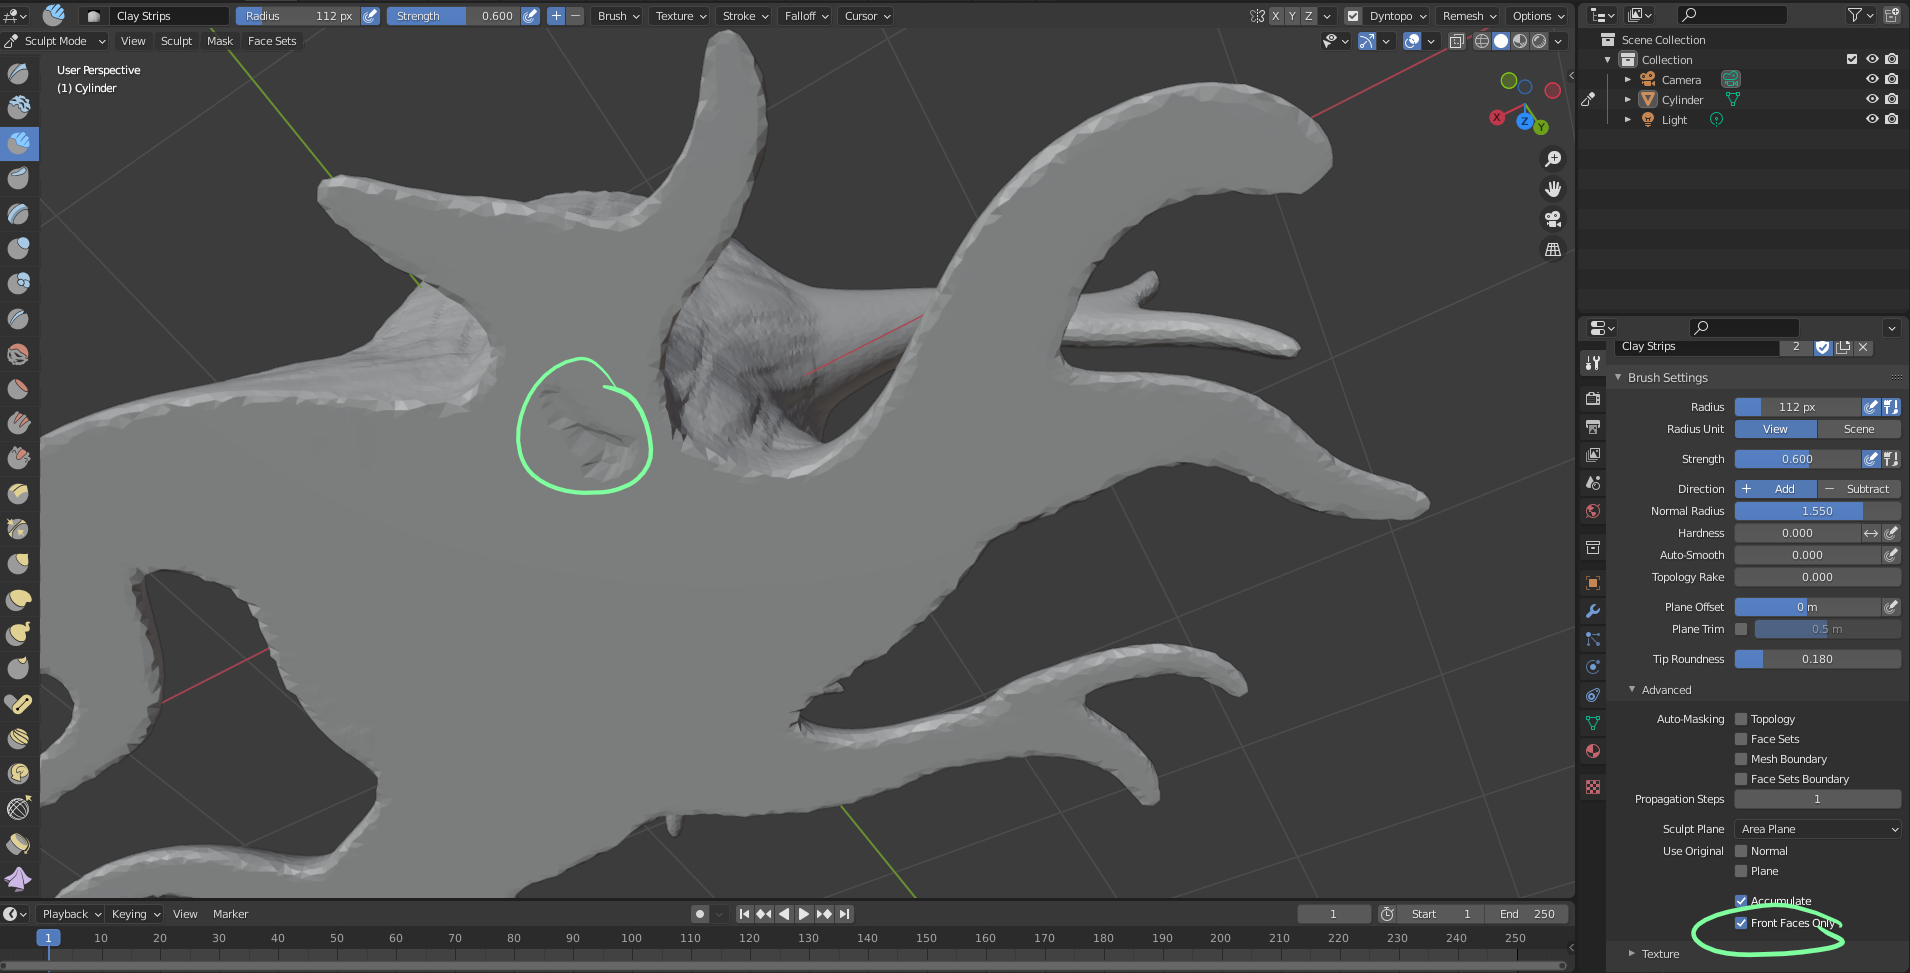 Clay Strips Radius 112 px Strength 0.600 Brush Texture Stroke Falloff Cursor X Y Z Dyntopo Remesh Options
Sculpt Mode View Sculpt Mask Face Sets
User Perspective
(1) Cylinder
X Z Y
Scene Collection
Collection
Camera
Cylinder
Light
Clay Strips 2
Brush Settings
Radius 112 px
Radius Unit View Scene
Strength 0.600
Direction + Add − Subtract
Normal Radius 1.550
Hardness 0.000
Auto-Smooth 0.000
Topology Rake 0.000
Plane Offset 0 m
Plane Trim 0.5 m
Tip Roundness 0.180
Advanced
Auto-Masking Topology
Face Sets
Mesh Boundary
Face Sets Boundary
Propagation Steps 1
Sculpt Plane Area Plane
Use Original Normal
Plane
Accumulate
Front Faces Only
Texture
Playback Keying View Marker 1 Start 1 End 250
1 10 20 30 40 50 60 70 80 90 100 110 120 130 140 150 160 170 180 190 200 210 220 230 240 250